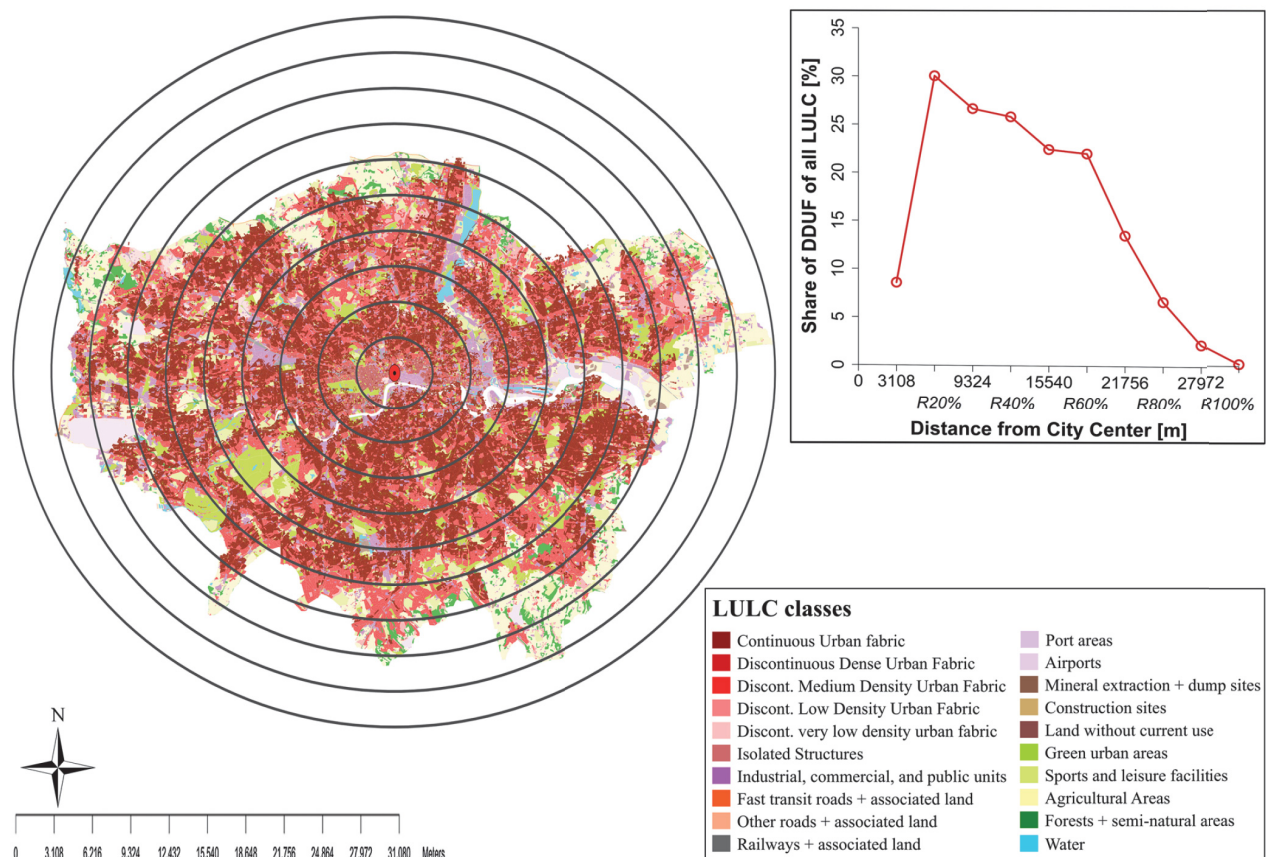 Share of DDUF of all LULC [%]
35
30
25
20
15
10
5
0
0 3108 9324 15540 21756 27972
R20% R40% R60% R80% R100%
Distance from City Center [m]
LULC classes
Continuous Urban fabric
Discontinuous Dense Urban Fabric
Discont. Medium Density Urban Fabric
Discont. Low Density Urban Fabric
Discont. very low density urban fabric
Isolated Structures
Industrial, commercial, and public units
Fast transit roads + associated land
Other roads + associated land
Railways + associated land
Port areas
Airports
Mineral extraction + dump sites
Construction sites
Land without current use
Green urban areas
Sports and leisure facilities
Agricultural Areas
Forests + semi-natural areas
Water
N
0 3.108 6.216 9.324 12.432 15.540 18.648 21.756 24.864 27.972 31.080 Meters